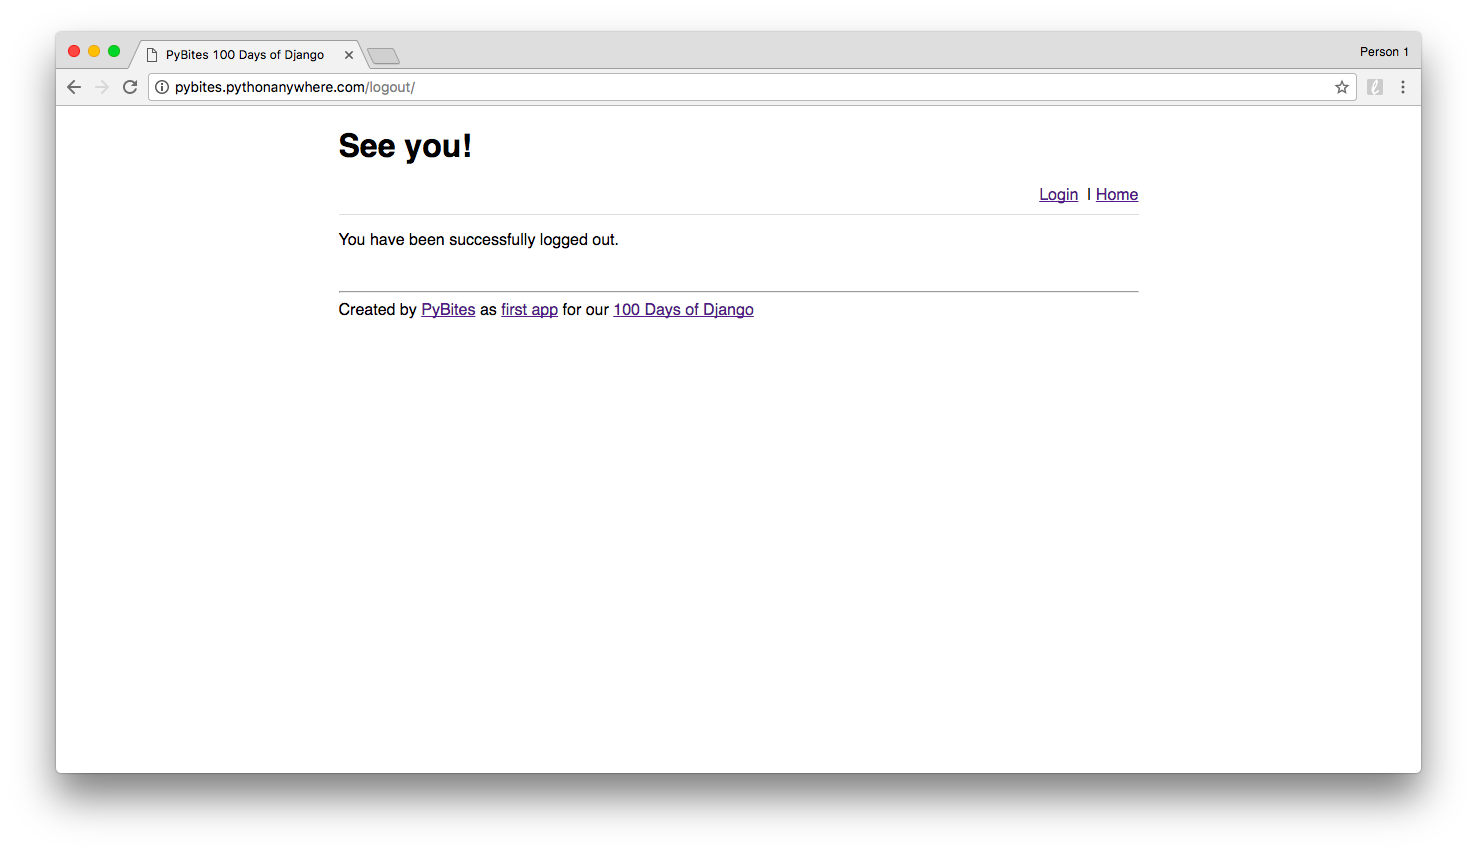 PyBites 100 Days of Django
Person 1
pybites.pythonanywhere.com/logout/
See you!
Login | Home
You have been successfully logged out.
Created by PyBites as first app for our 100 Days of Django